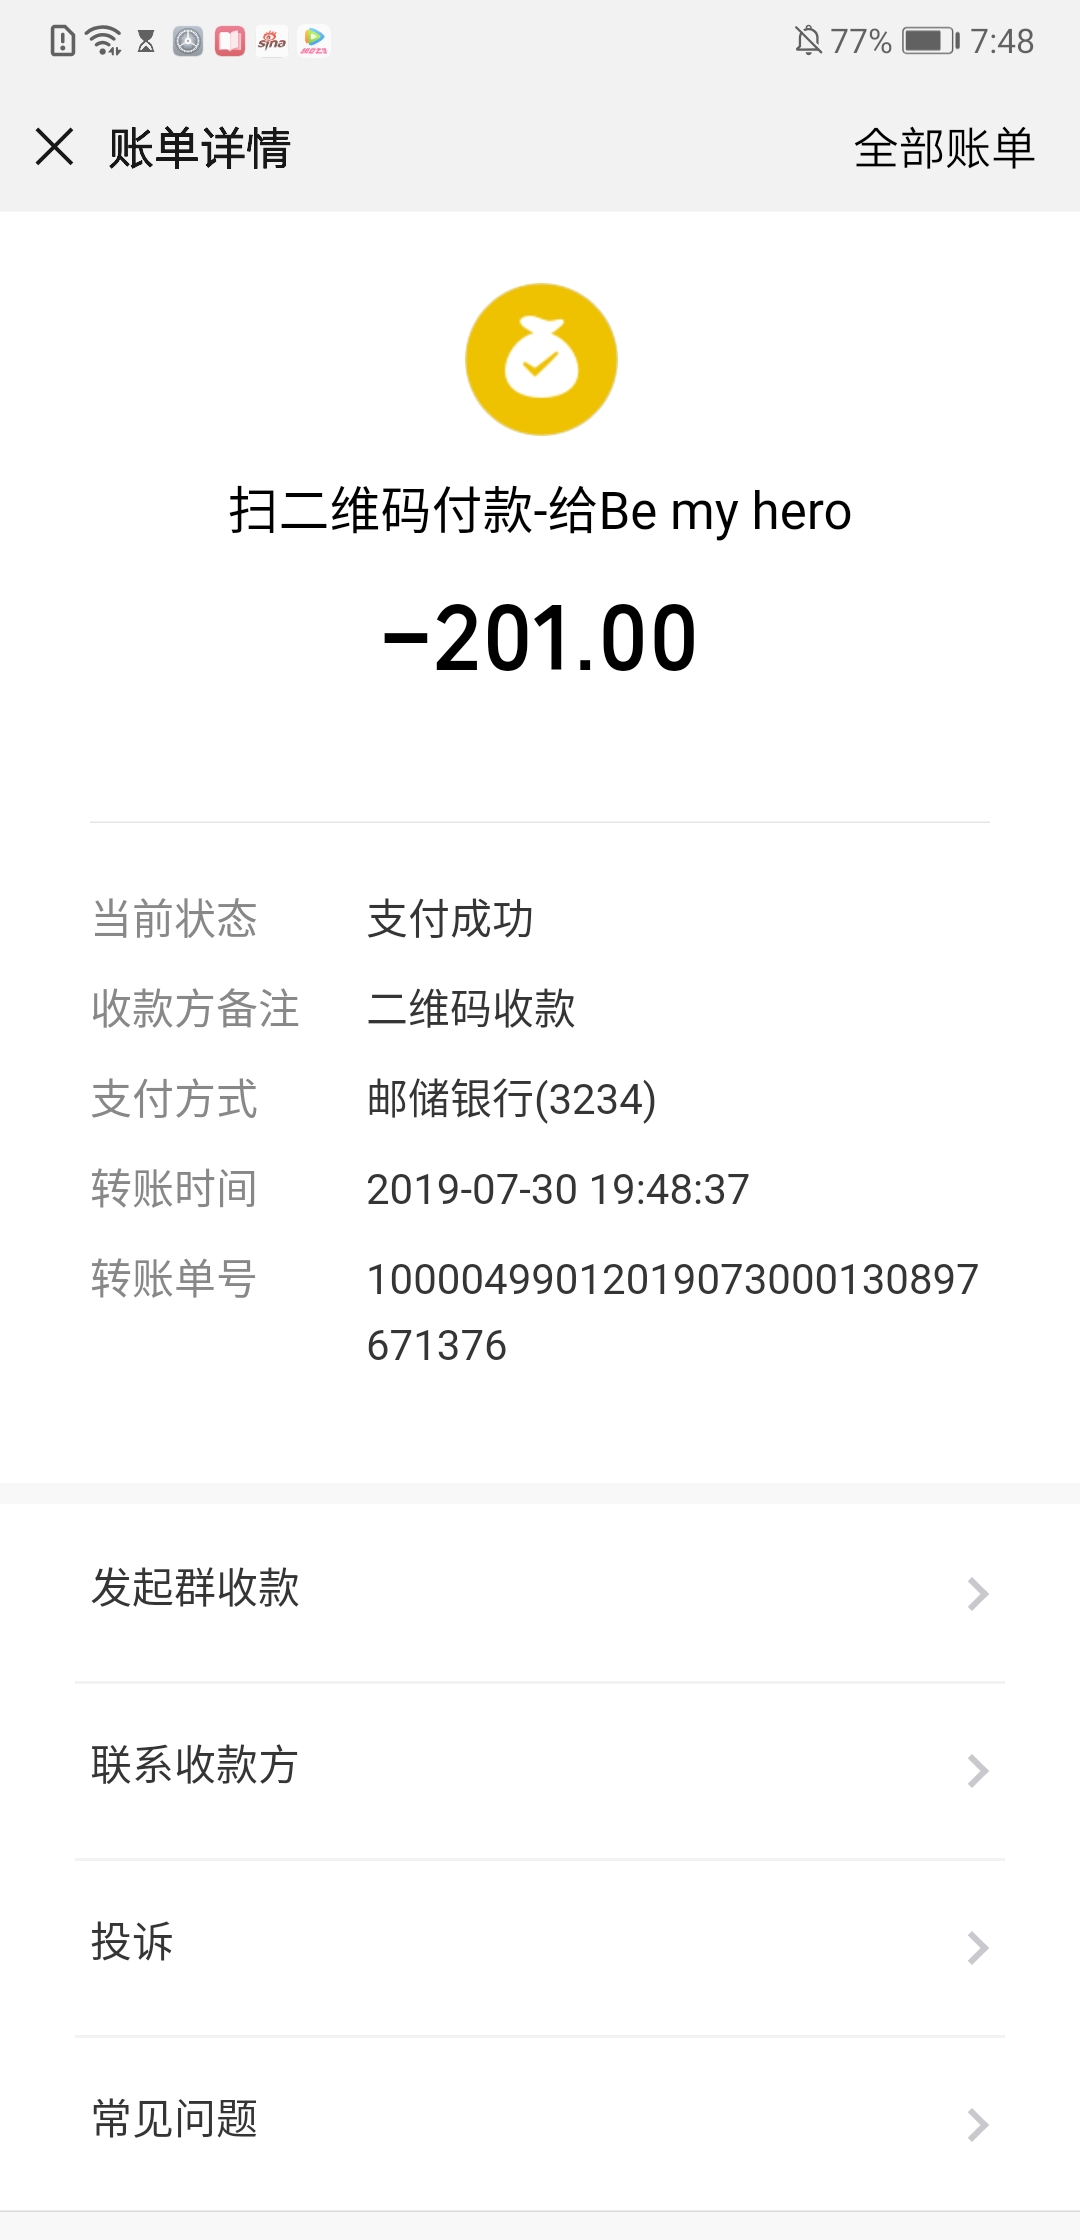 77% 7:48
账单详情 全部账单
扫二维码付款-给Be my hero
-201.00
当前状态 支付成功
收款方备注 二维码收款
支付方式 邮储银行(3234)
转账时间 2019-07-30 19:48:37
转账单号 1000049901201907300013089​7
671376
发起群收款
联系收款方
投诉
常见问题